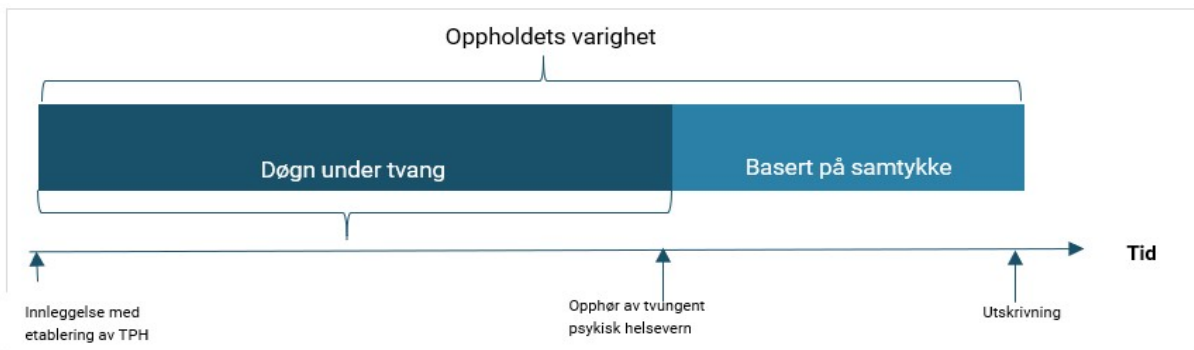 Oppholdets varighet
Døgn under tvang
Basert på samtykke
Tid
Innleggelse med
etablering av TPH
Opphør av tvungent
psykisk helsevern
Utskrivning